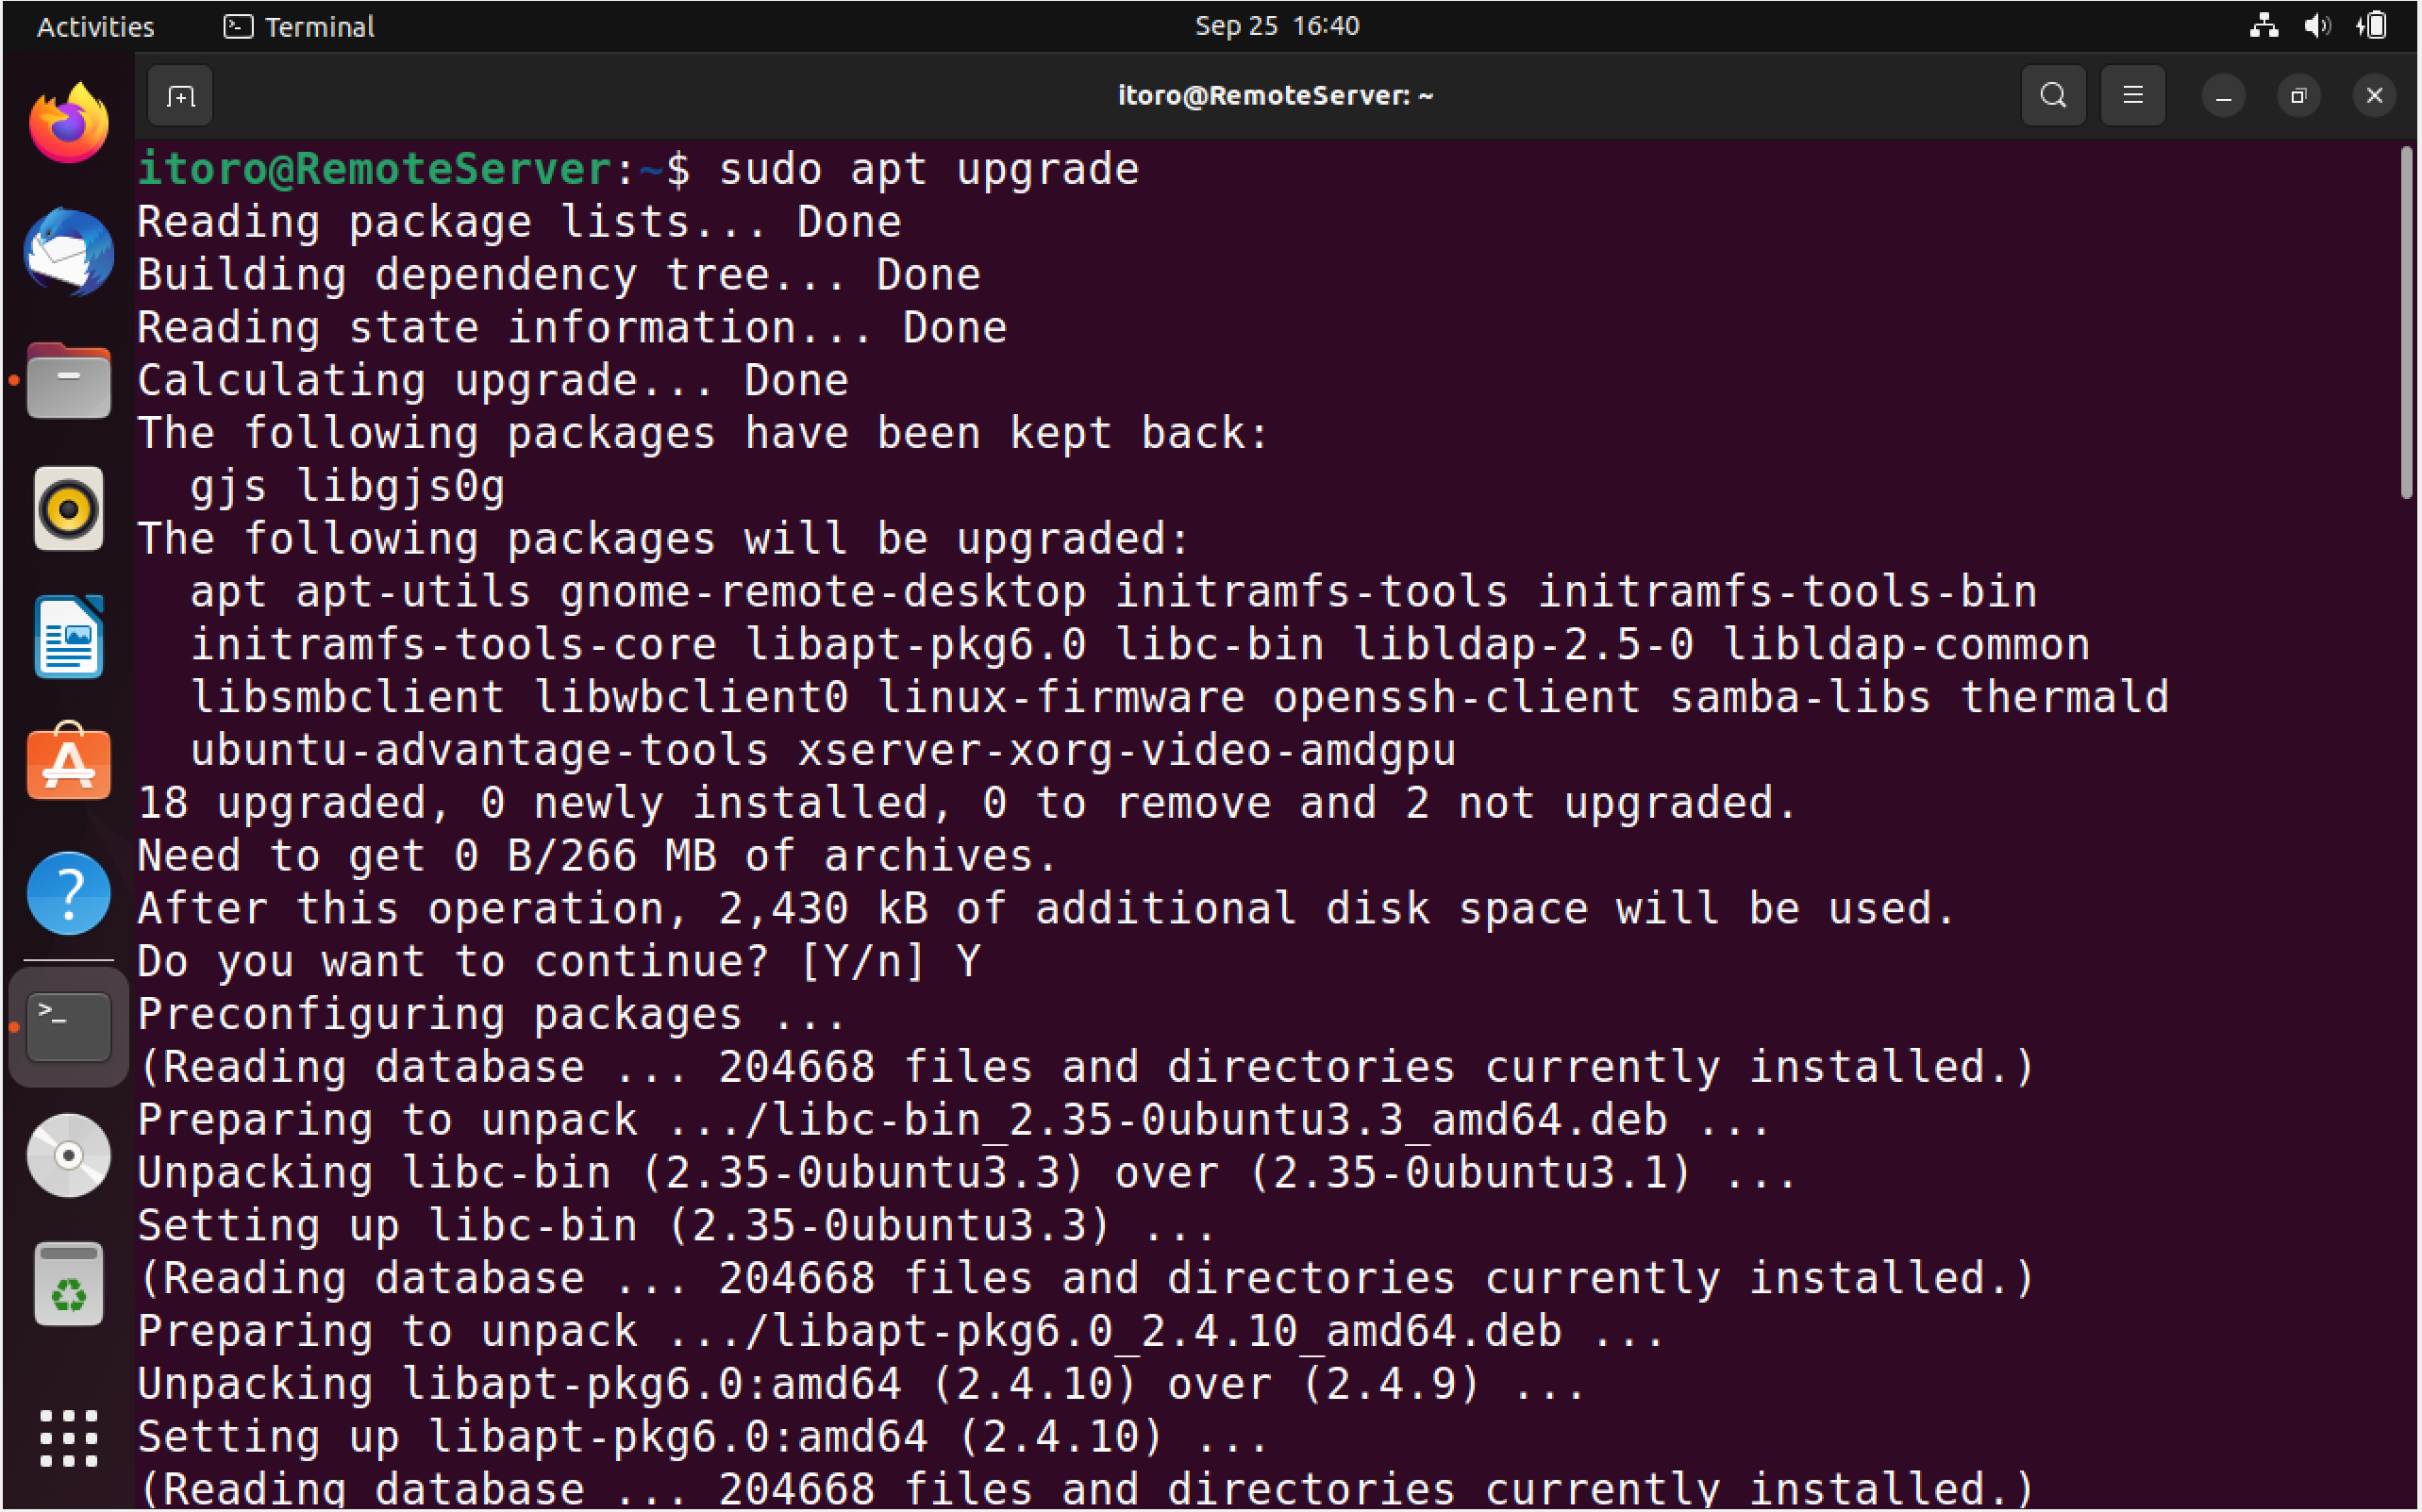 Activities Terminal Sep 25 16:40
itoro@RemoteServer: ~
itoro@RemoteServer:~$ sudo apt upgrade
Reading package lists... Done
Building dependency tree... Done
Reading state information... Done
Calculating upgrade... Done
The following packages have been kept back:
  gjs libgjs0g
The following packages will be upgraded:
  apt apt-utils gnome-remote-desktop initramfs-tools initramfs-tools-bin
  initramfs-tools-core libapt-pkg6.0 libc-bin libldap-2.5-0 libldap-common
  libsmbclient libwbclient0 linux-firmware openssh-client samba-libs thermald
  ubuntu-advantage-tools xserver-xorg-video-amdgpu
18 upgraded, 0 newly installed, 0 to remove and 2 not upgraded.
Need to get 0 B/266 MB of archives.
After this operation, 2,430 kB of additional disk space will be used.
Do you want to continue? [Y/n] Y
Preconfiguring packages ...
(Reading database ... 204668 files and directories currently installed.)
Preparing to unpack .../libc-bin_2.35-0ubuntu3.3_amd64.deb ...
Unpacking libc-bin (2.35-0ubuntu3.3) over (2.35-0ubuntu3.1) ...
Setting up libc-bin (2.35-0ubuntu3.3) ...
(Reading database ... 204668 files and directories currently installed.)
Preparing to unpack .../libapt-pkg6.0_2.4.10_amd64.deb ...
Unpacking libapt-pkg6.0:amd64 (2.4.10) over (2.4.9) ...
Setting up libapt-pkg6.0:amd64 (2.4.10) ...
(Reading database ... 204668 files and directories currently installed.)